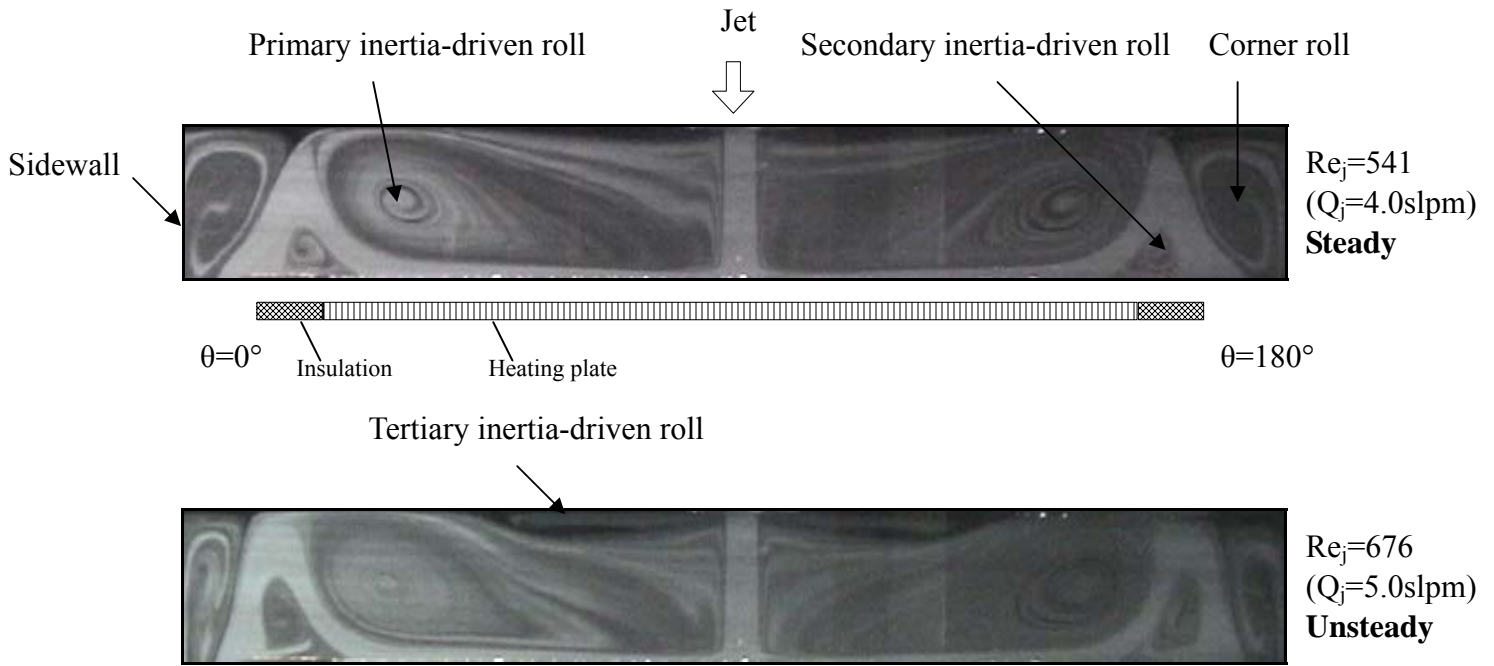 Jet
Primary inertia-driven roll
Secondary inertia-driven roll
Corner roll
Sidewall
Rej=541
(Qj=4.0slpm)
Steady
θ=0°
Insulation
Heating plate
θ=180°
Tertiary inertia-driven roll
Rej=676
(Qj=5.0slpm)
Unsteady